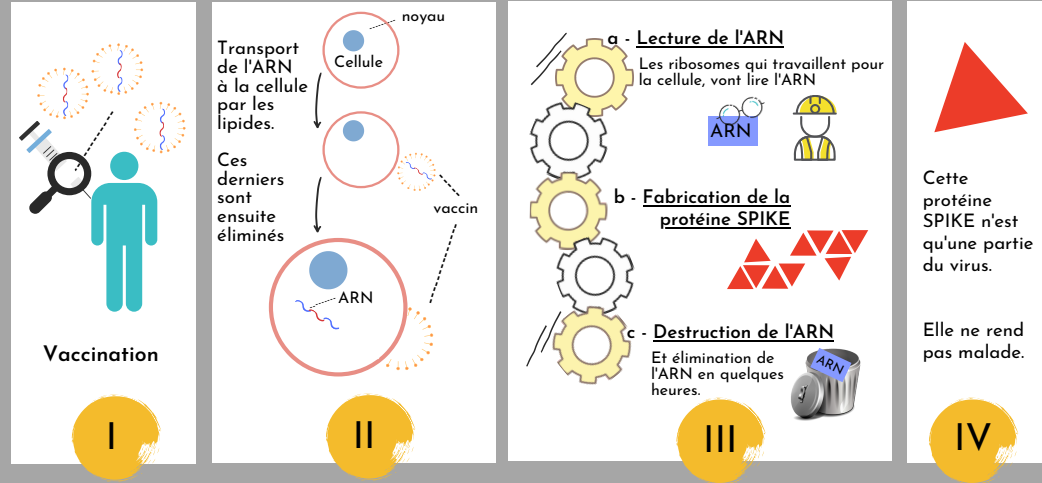 Vaccination
I
Transport
de l'ARN
à la cellule
par les
lipides.
Ces
derniers
sont
ensuite
éliminés
noyau
Cellule
vaccin
ARN
II
a - Lecture de l'ARN
Les ribosomes qui travaillent pour
la cellule, vont lire l'ARN
ARN
b - Fabrication de la
protéine SPIKE
c - Destruction de l'ARN
Et élimination de
l'ARN en quelques
heures.
ARN
III
Cette
protéine
SPIKE n'est
qu'une partie
du virus.
Elle ne rend
pas malade.
IV